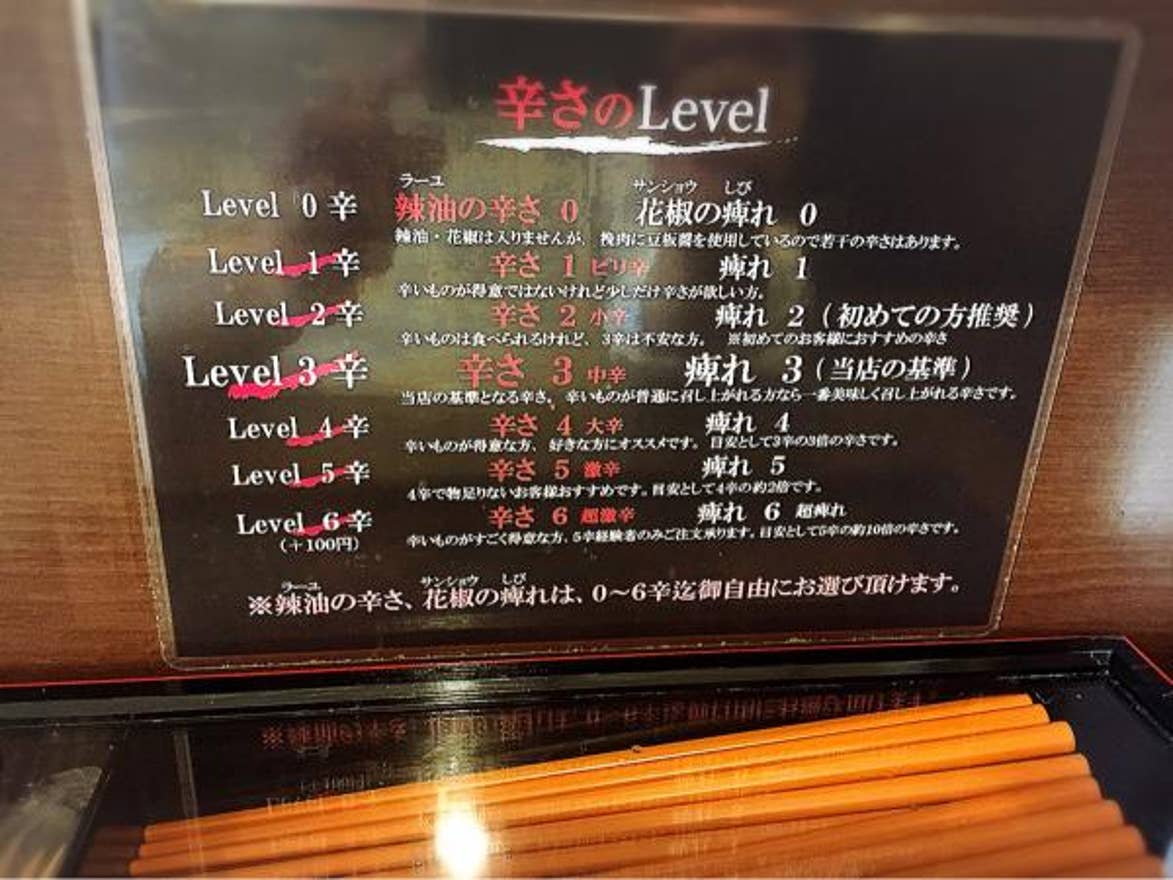 辛さのLevel
ラーユ サンショウ しび
Level 0 辛 辣油の辛さ 0 花椒の痺れ 0
辣油・花椒は入りませんが、挽肉に豆板醤を使用しているので若干の辛さはあります。
Level 1 辛 辛さ 1 ピリ辛 痺れ 1
辛いものが得意ではないけれど少しだけ辛さが欲しい方。
Level 2 辛 辛さ 2 小辛 痺れ 2 (初めての方推奨)
辛いものは食べられるけれど、3辛は不安な方。 ※初めてのお客様におすすめの辛さ
Level 3 辛 辛さ 3 中辛 痺れ 3 (当店の基準)
当店の基準となる辛さ。辛いものが普通に召し上がれる方なら一番美味しく召し上がれる辛さです。
Level 4 辛 辛さ 4 大辛 痺れ 4
辛いものが得意な方、好きな方にオススメです。目安として3辛の3倍の辛さです。
Level 5 辛 辛さ 5 激辛 痺れ 5
4辛で物足りないお客様おすすめです。目安として4辛の約2倍です。
Level 6 辛 辛さ 6 超激辛 痺れ 6 超痺れ
(+100円) 辛いものがすごく得意な方、5辛経験者のみご注文承ります。目安として5辛の約10倍の辛さです。
ラーユ サンショウ しび
※辣油の辛さ、花椒の痺れは、0〜6辛迄御自由にお選び頂けます。